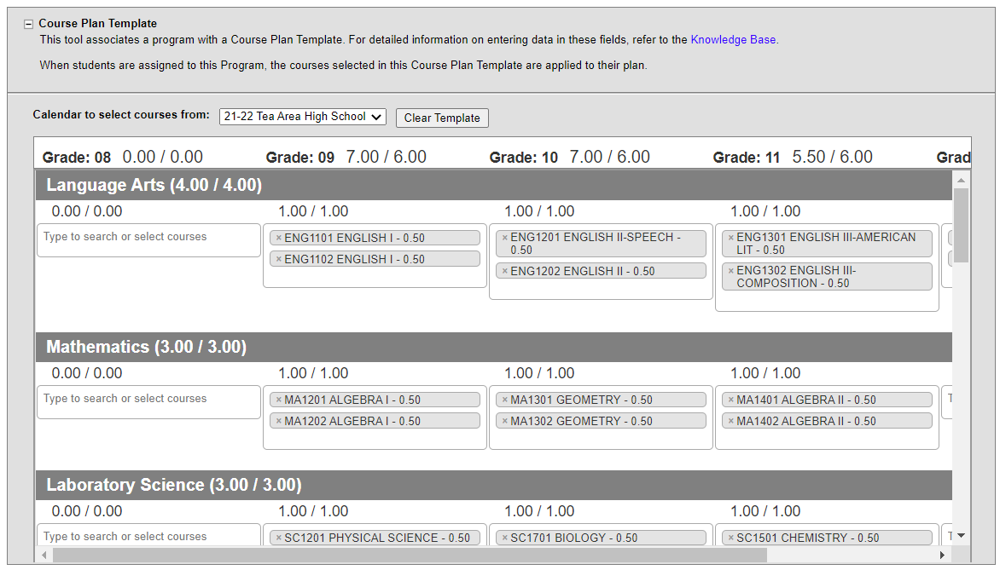 Course Plan Template
This tool associates a program with a Course Plan Template. For detailed information on entering data in these fields, refer to the Knowledge Base.
When students are assigned to this Program, the courses selected in this Course Plan Template are applied to their plan.
Calendar to select courses from: 21-22 Tea Area High School Clear Template
Grade: 08 0.00 / 0.00 Grade: 09 7.00 / 6.00 Grade: 10 7.00 / 6.00 Grade: 11 5.50 / 6.00 Grad
Language Arts (4.00 / 4.00)
0.00 / 0.00 1.00 / 1.00 1.00 / 1.00 1.00 / 1.00
Type to search or select courses
× ENG1101 ENGLISH I - 0.50
× ENG1102 ENGLISH I - 0.50
× ENG1201 ENGLISH II-SPEECH -
0.50
× ENG1202 ENGLISH II - 0.50
× ENG1301 ENGLISH III-AMERICAN
LIT - 0.50
× ENG1302 ENGLISH III-
COMPOSITION - 0.50
Mathematics (3.00 / 3.00)
0.00 / 0.00 1.00 / 1.00 1.00 / 1.00 1.00 / 1.00
Type to search or select courses
× MA1201 ALGEBRA I - 0.50
× MA1202 ALGEBRA I - 0.50
× MA1301 GEOMETRY - 0.50
× MA1302 GEOMETRY - 0.50
× MA1401 ALGEBRA II - 0.50
× MA1402 ALGEBRA II - 0.50
Laboratory Science (3.00 / 3.00)
0.00 / 0.00 1.00 / 1.00 1.00 / 1.00 1.00 / 1.00
Type to search or select courses
× SC1201 PHYSICAL SCIENCE - 0.50
× SC1701 BIOLOGY - 0.50
× SC1501 CHEMISTRY - 0.50